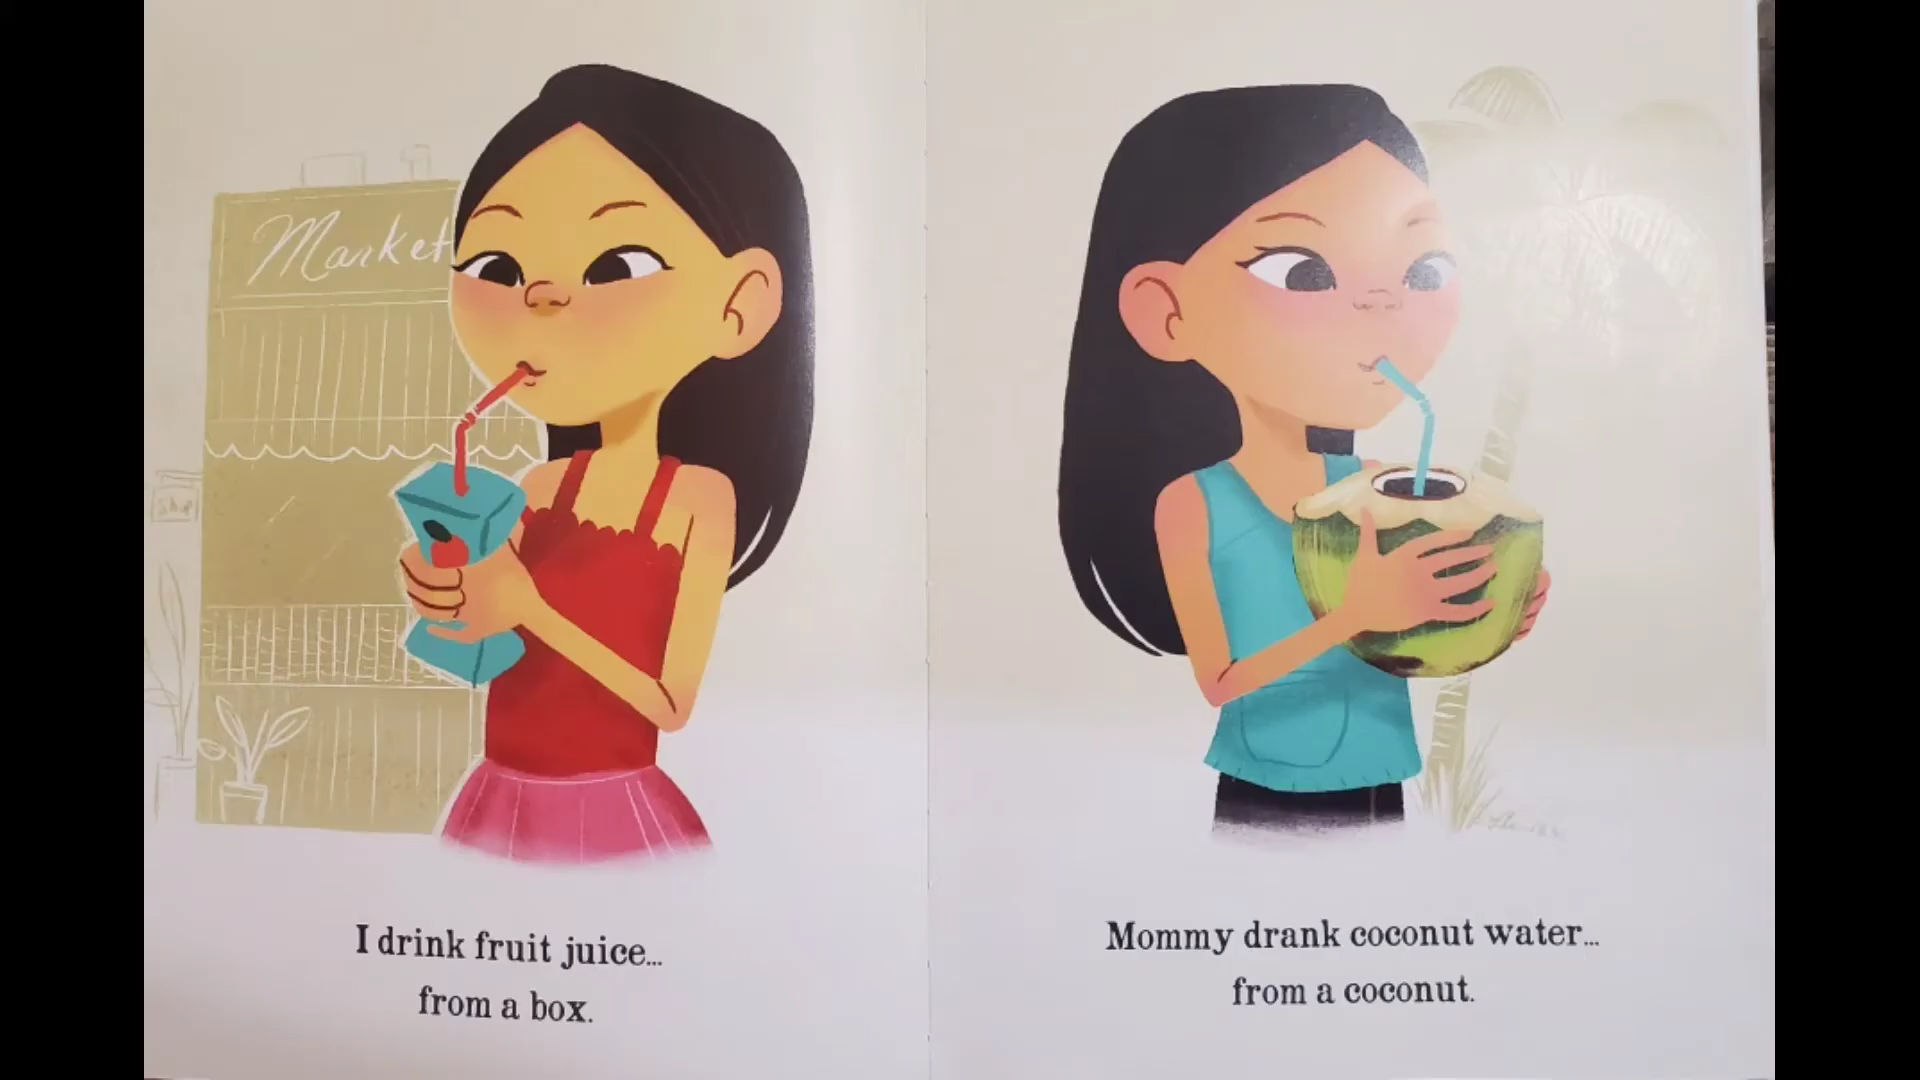 Market
I drink fruit juice...
from a box.
Mommy drank coconut water...
from a coconut.